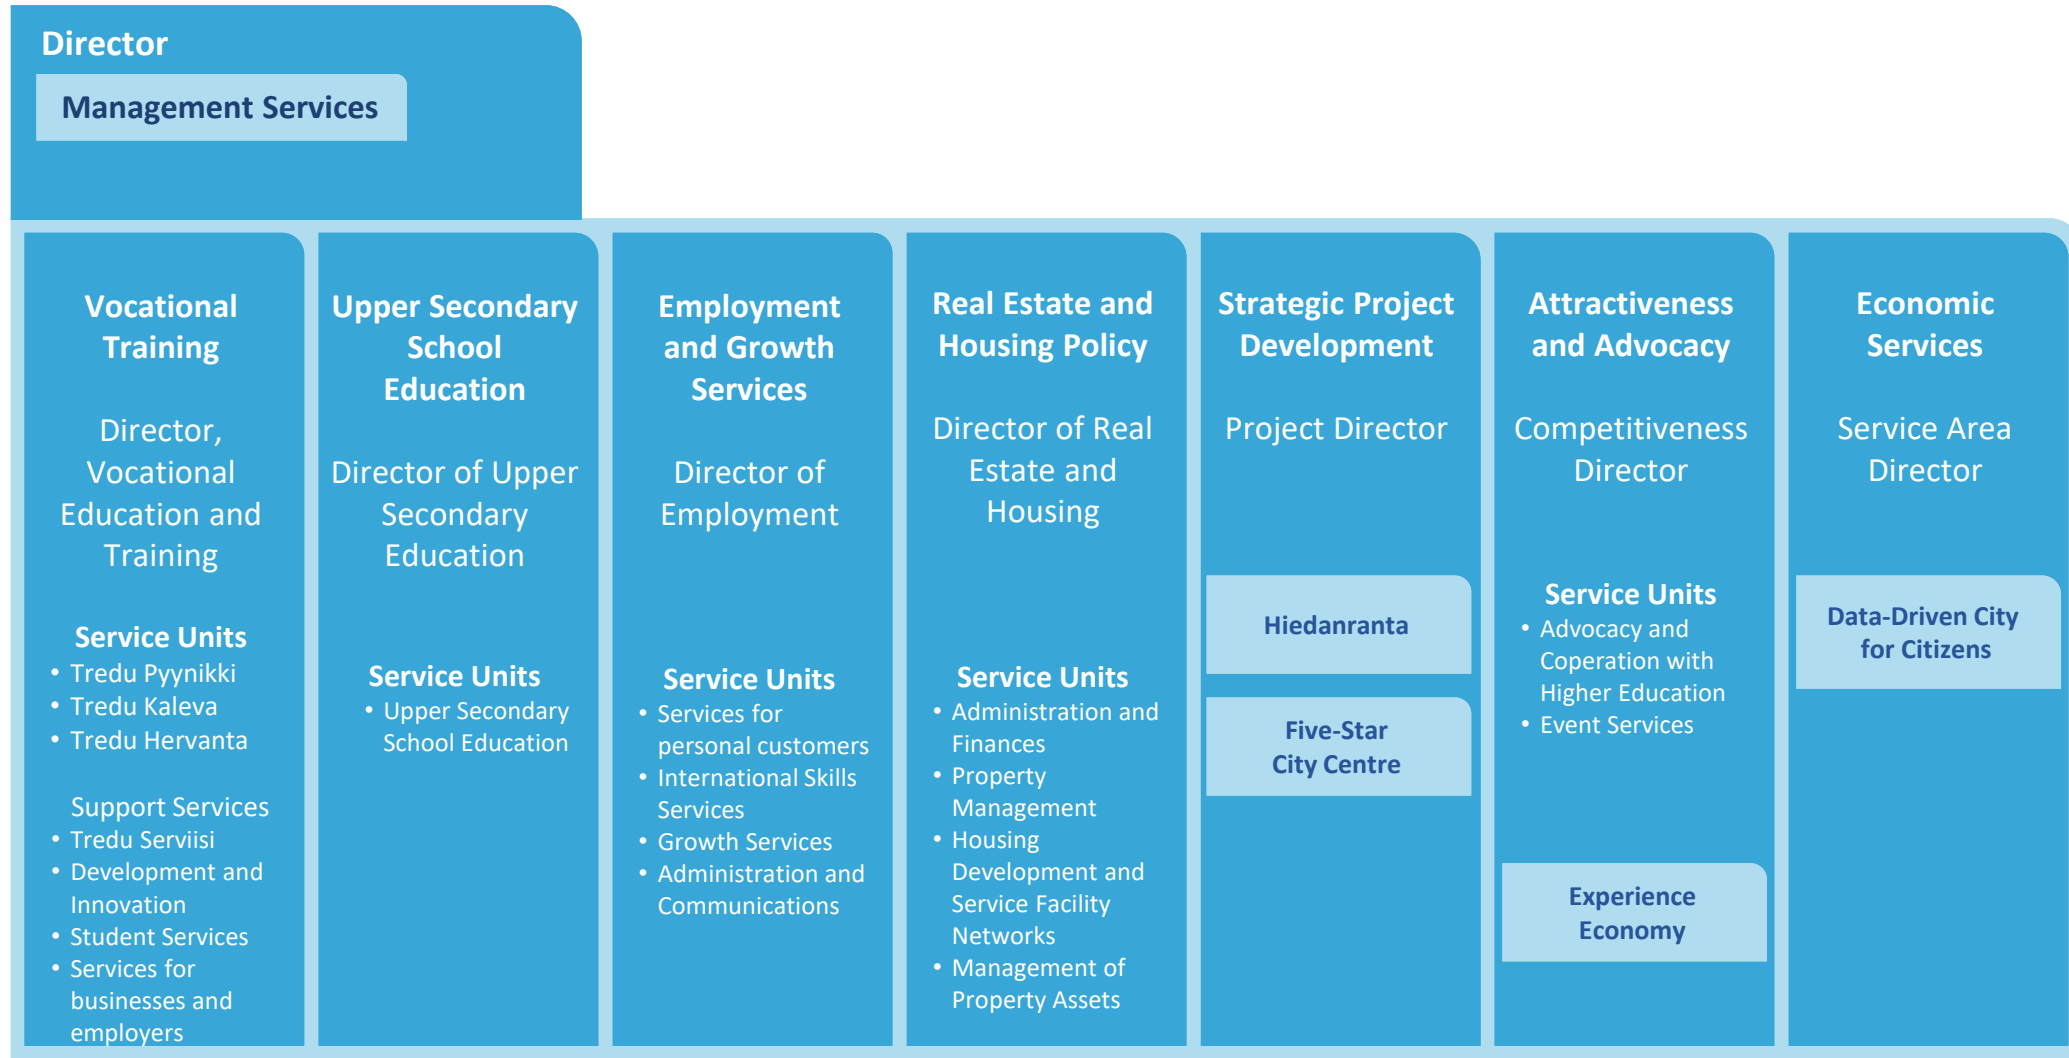 Director
Management Services
Vocational
Training
Director,
Vocational
Education and
Training
Service Units
• Tredu Pyynikki
• Tredu Kaleva
• Tredu Hervanta
Support Services
• Tredu Serviisi
• Development and
Innovation
• Student Services
• Services for
businesses and
employers
Upper Secondary
School
Education
Director of Upper
Secondary
Education
Service Units
• Upper Secondary
School Education
Employment
and Growth
Services
Director of
Employment
Service Units
• Services for
personal customers
• International Skills
Services
• Growth Services
• Administration and
Communications
Real Estate and
Housing Policy
Director of Real
Estate and
Housing
Service Units
• Administration and
Finances
• Property
Management
• Housing
Development and
Service Facility
Networks
• Management of
Property Assets
Strategic Project
Development
Project Director
Hiedanranta
Five-Star
City Centre
Attractiveness
and Advocacy
Competitiveness
Director
Service Units
• Advocacy and
Coperation with
Higher Education
• Event Services
Experience
Economy
Economic
Services
Service Area
Director
Data-Driven City
for Citizens